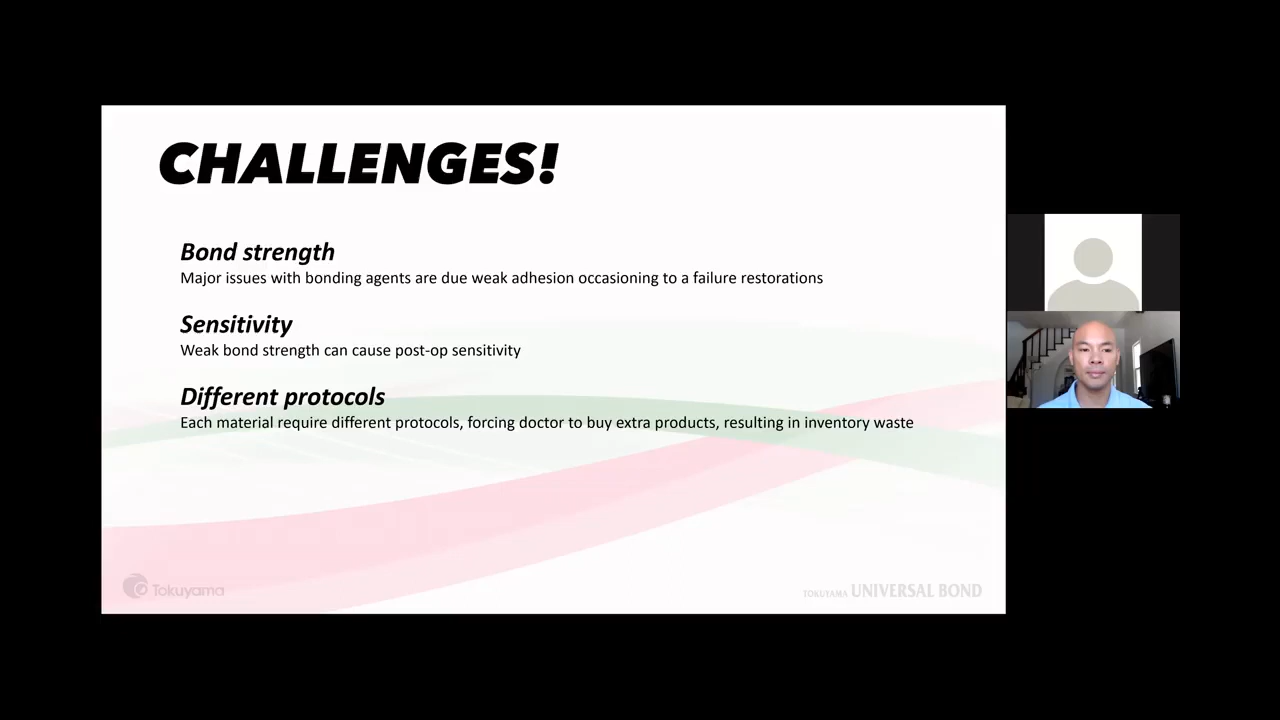 CHALLENGES!
Bond strength
Major issues with bonding agents are due weak adhesion occasioning to a failure restorations
Sensitivity
Weak bond strength can cause post-op sensitivity
Different protocols
Each material require different protocols, forcing doctor to buy extra products, resulting in inventory waste
Tokuyama
TOKUYAMA UNIVERSAL BOND